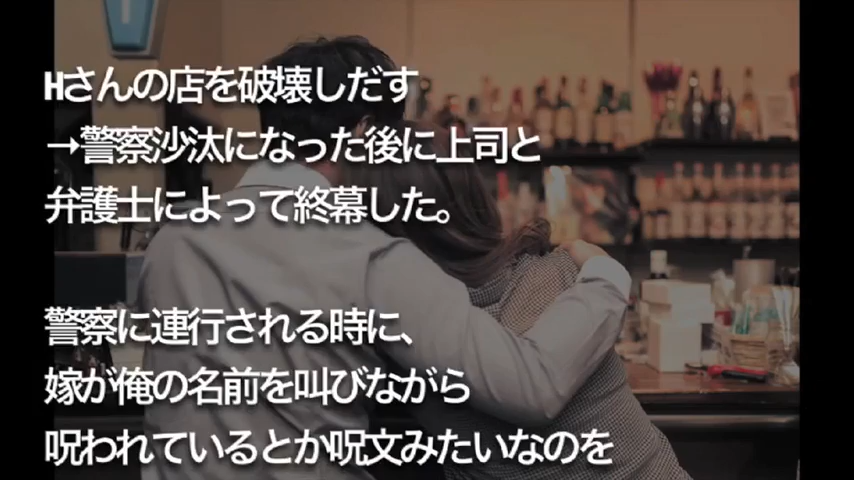 Hさんの店を破壊しだす
→警察沙汰になった後に上司と
弁護士によって終幕した。
警察に連行される時に、
嫁が俺の名前を叫びながら
呪われているとか呪文みたいなのを